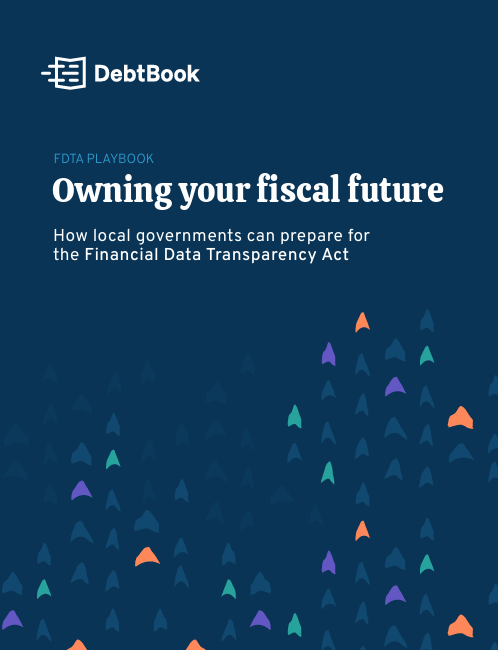 DebtBook
FDTA PLAYBOOK
Owning your fiscal future
How local governments can prepare for
the Financial Data Transparency Act